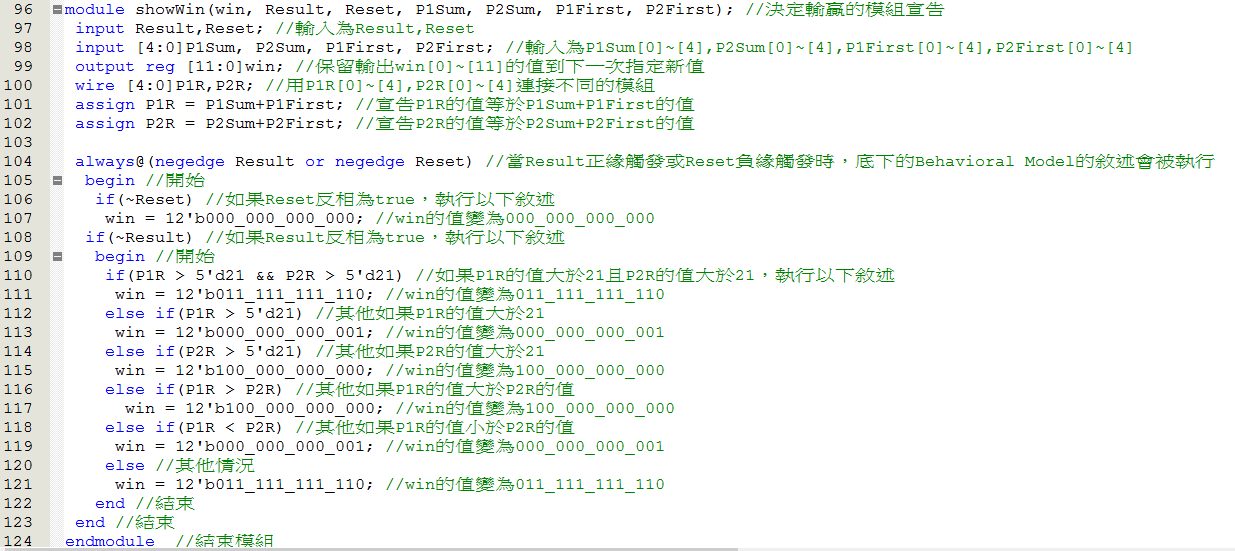 96 module showWin(win, Result, Reset, P1Sum, P2Sum, P1First, P2First); //決定輸贏的模組宣告
97 input Result,Reset; //輸入為Result,Reset
98 input [4:0]P1Sum, P2Sum, P1First, P2First; //輸入為P1Sum[0]~[4],P2Sum[0]~[4],P1First[0]~[4],P2First[0]~[4]
99 output reg [11:0]win; //保留輸出win[0]~[11]的值到下一次指定新值
100 wire [4:0]P1R,P2R; //用P1R[0]~[4],P2R[0]~[4]連接不同的模組
101 assign P1R = P1Sum+P1First; //宣告P1R的值等於P1Sum+P1First的值
102 assign P2R = P2Sum+P2First; //宣告P2R的值等於P2Sum+P2First的值
103
104 always@(negedge Result or negedge Reset) //當Result正緣觸發或Reset負緣觸發時，底下的Behavioral Model的敘述會被執行
105 begin //開始
106 if(~Reset) //如果Reset反相為true，執行以下敘述
107 win = 12'b000_000_000_000; //win的值變為000_000_000_000
108 if(~Result) //如果Result反相為true，執行以下敘述
109 begin //開始
110 if(P1R > 5'd21 && P2R > 5'd21) //如果P1R的值大於21且P2R的值大於21，執行以下敘述
111 win = 12'b011_111_111_110; //win的值變為011_111_111_110
112 else if(P1R > 5'd21) //其他如果P1R的值大於21
113 win = 12'b000_000_000_001; //win的值變為000_000_000_001
114 else if(P2R > 5'd21) //其他如果P2R的值大於21
115 win = 12'b100_000_000_000; //win的值變為100_000_000_000
116 else if(P1R > P2R) //其他如果P1R的值大於P2R的值
117 win = 12'b100_000_000_000; //win的值變為100_000_000_000
118 else if(P1R < P2R) //其他如果P1R的值小於P2R的值
119 win = 12'b000_000_000_001; //win的值變為000_000_000_001
120 else //其他情況
121 win = 12'b011_111_111_110; //win的值變為011_111_111_110
122 end //結束
123 end //結束
124 endmodule //結束模組